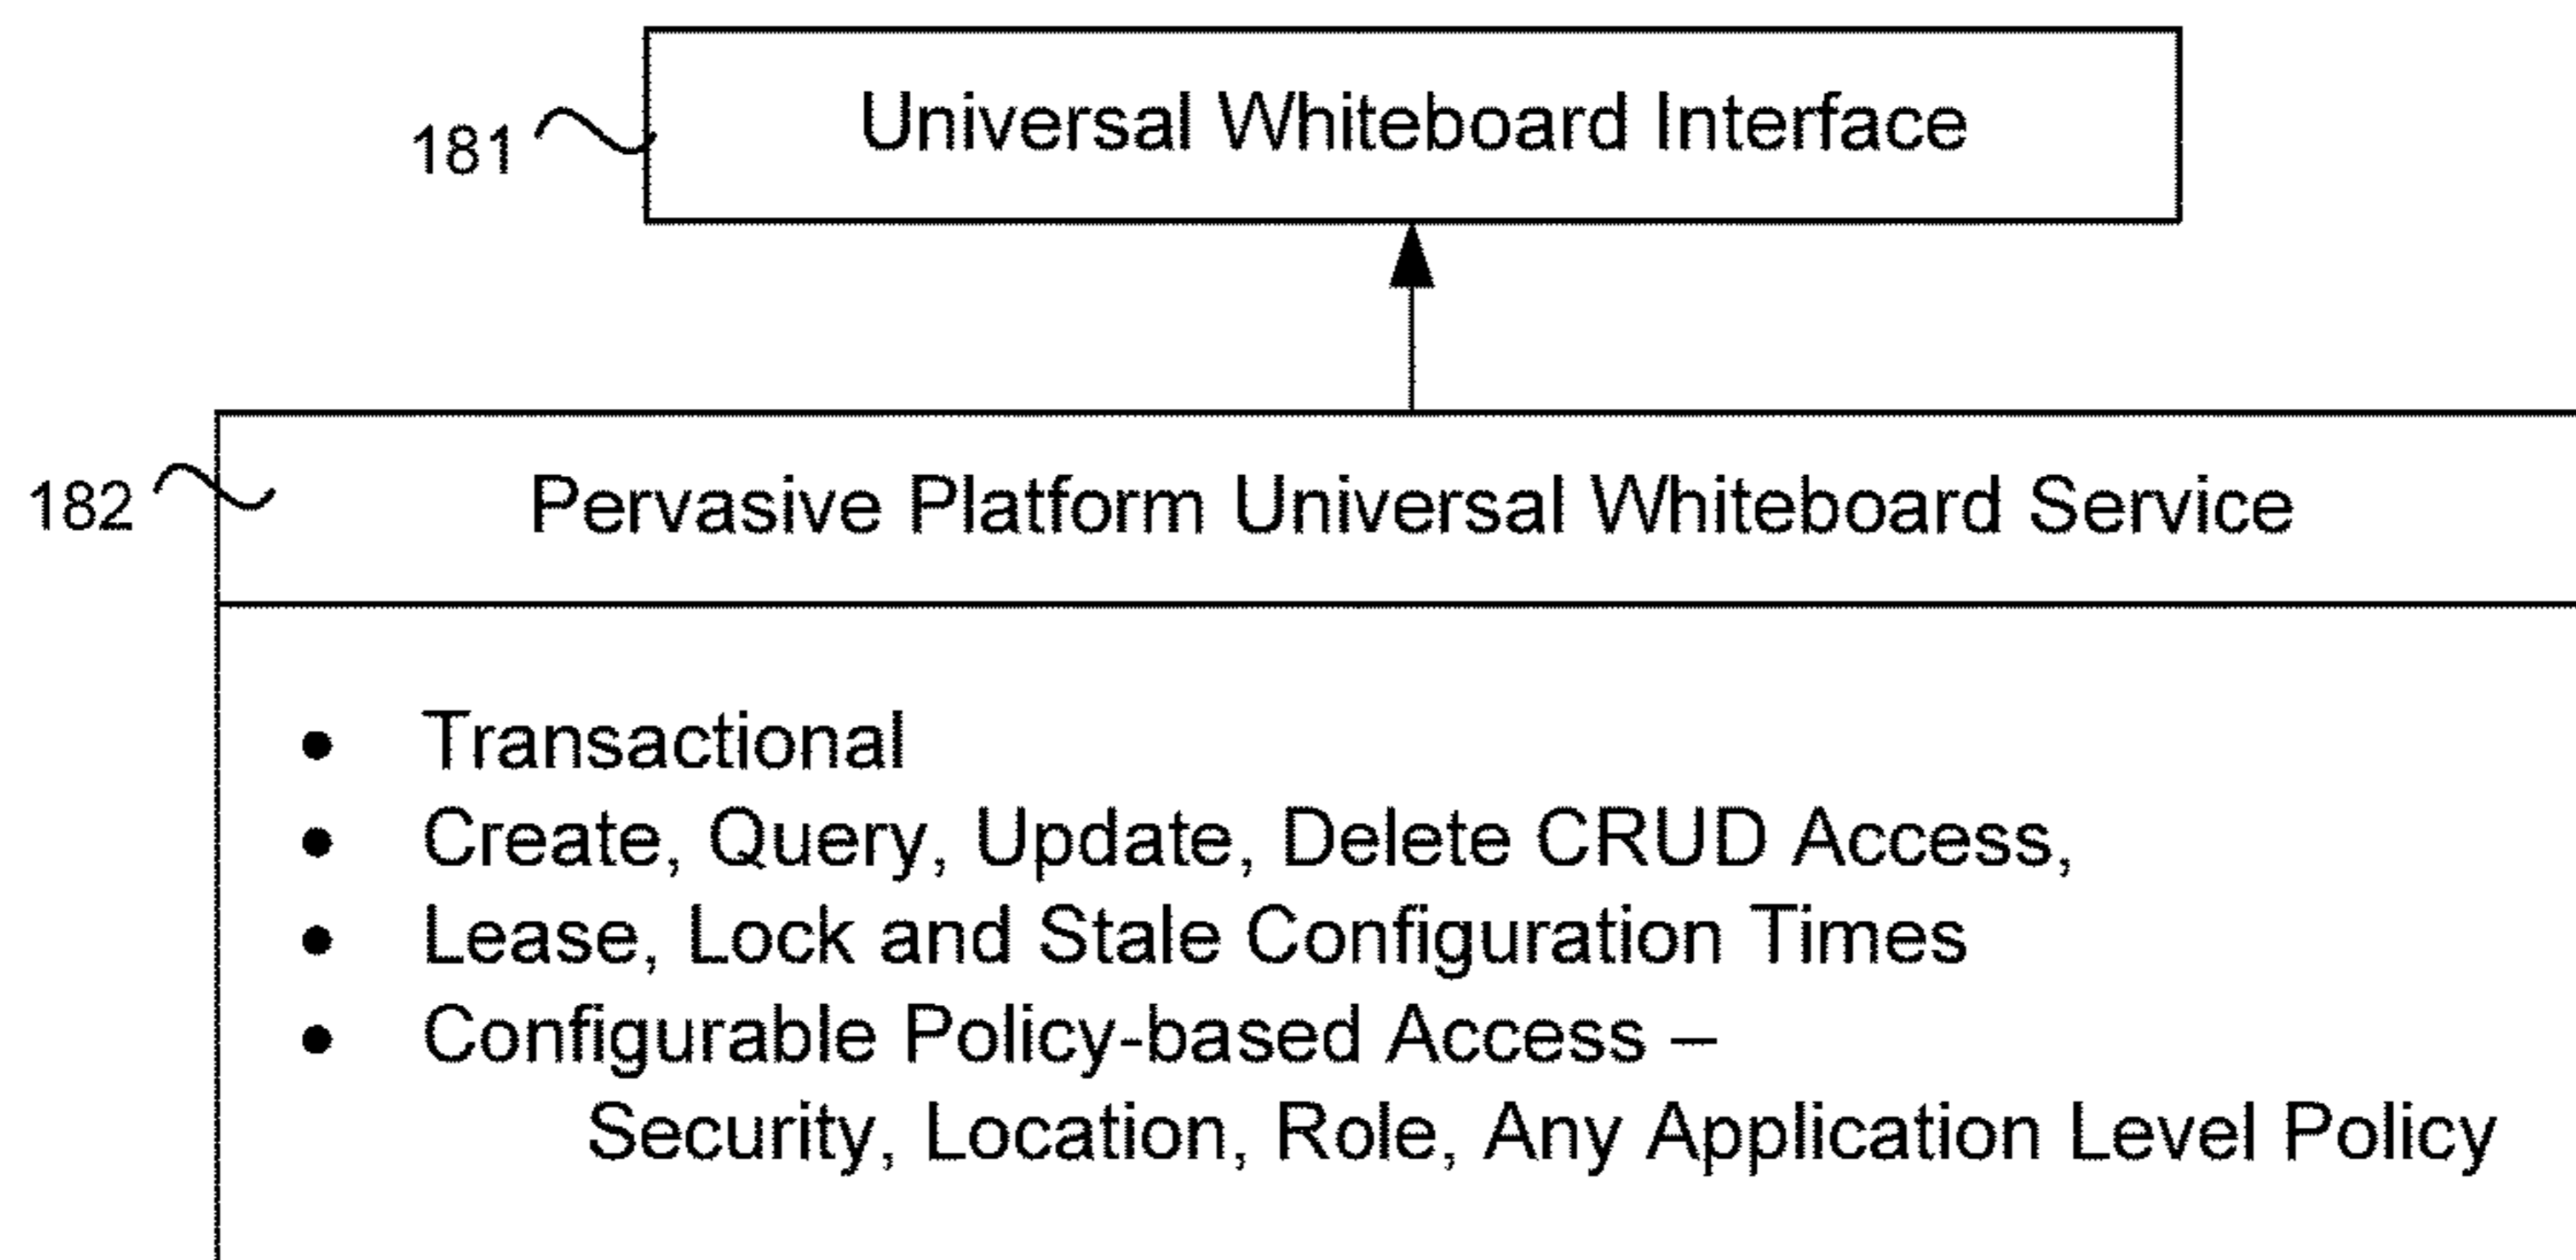 Universal Whiteboard Interface
181
Pervasive Platform Universal Whiteboard Service
182
• Transactional
• Create, Query, Update, Delete CRUD Access,
• Lease, Lock and Stale Configuration Times
• Configurable Policy-based Access –
Security, Location, Role, Any Application Level Policy